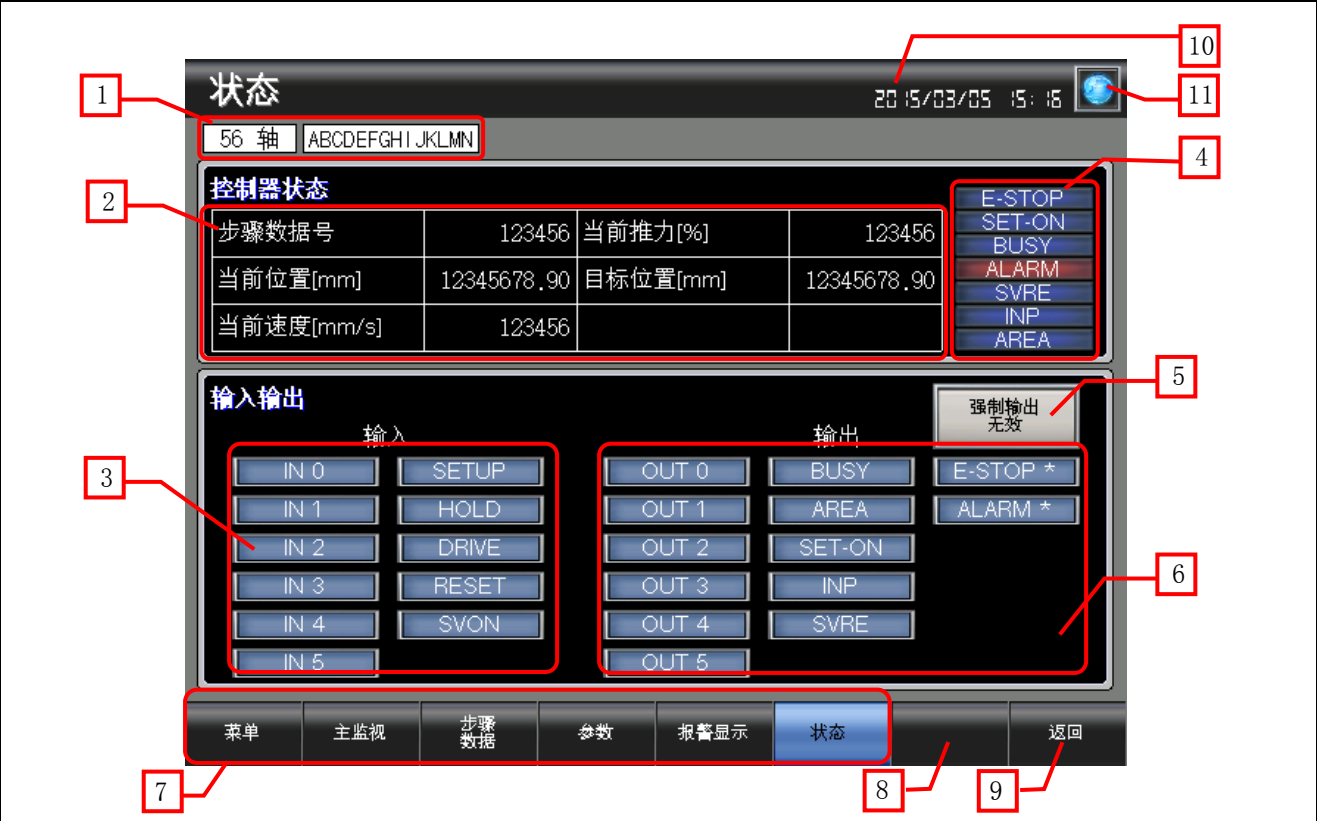 10
状态
2015/03/05 15:16
1
11
56 轴 ABCDEFGHIJKLMN
4
控制器状态
2
E-STOP
步骤数据号 123456 当前推力[%] 123456
SET-ON
BUSY
当前位置[mm] 12345678.90 目标位置[mm] 12345678.90
ALARM
SVRE
当前速度[mm/s] 123456
INP
AREA
5
输入输出
强制输出
无效
输入 输出
3
IN 0 SETUP OUT 0 BUSY E-STOP *
IN 1 HOLD OUT 1 AREA ALARM *
IN 2 DRIVE OUT 2 SET-ON
6
IN 3 RESET OUT 3 INP
IN 4 SVON OUT 4 SVRE
IN 5 OUT 5
菜单 主监视 步骤
数据 参数 报警显示 状态 返回
7 8 9